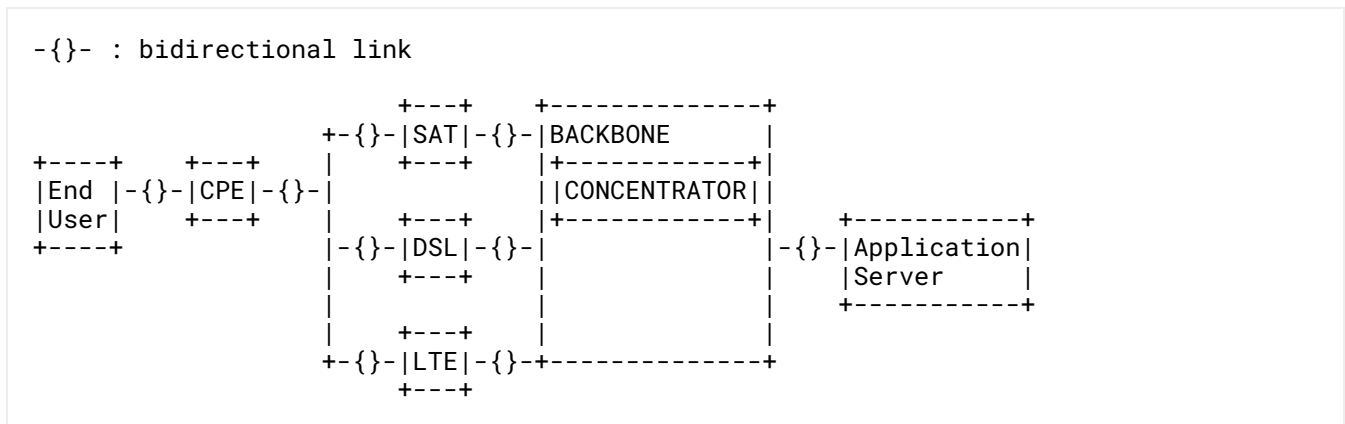 -{}- : bidirectional link

                         +---+    +--------------+
                    +-{}-|SAT|-{}-|BACKBONE      |
+----+    +---+     |    +---+    |+------------+|
|End |-{}-|CPE|-{}-|              ||CONCENTRATOR||
|User|    +---+     |    +---+    |+------------+|    +-----------+
+----+              |-{}-|DSL|-{}-|              |-{}-|Application|
                    |    +---+    |              |    |Server     |
                    |             |              |    +-----------+
                    |    +---+    |              |
                    +-{}-|LTE|-{}-+--------------+
                         +---+